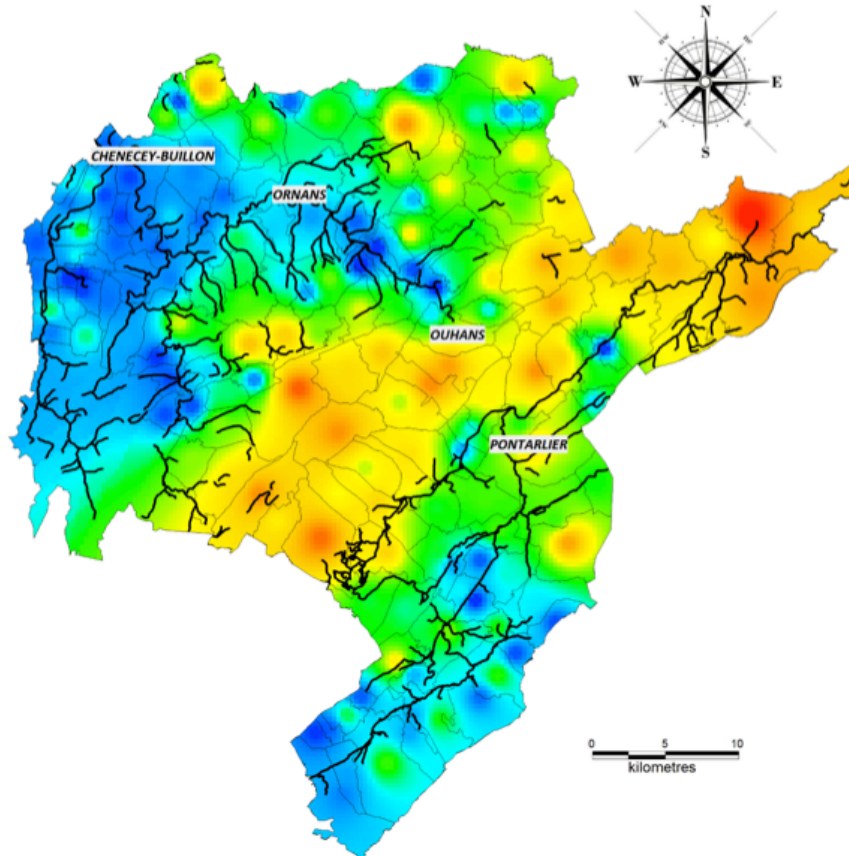 N
W
E
S
CHENECEY-BUILLON
ORNANS
OUHANS
PONTARLIER
0 5 10
kilometres